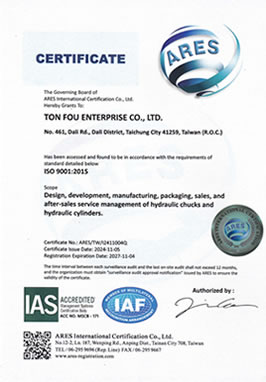 ARES
CERTIFICATE
The Governing Board of
ARES International Certification Co., Ltd.
Hereby Grants To:
TON FOU ENTERPRISE CO., LTD.
No. 461, Dali Rd., Dali District, Taichung City 41259, Taiwan (R.O.C.)
Has been assessed and found to be in accordance with the requirements of
standard detailed below
ISO 9001:2015
Scope
Design, development, manufacturing, packaging, sales, and
after-sales service management of hydraulic chucks and
hydraulic cylinders.
Certificate No.: ARES/TW/I2411004Q
Certificate Issue Date: 2024-11-05
Registration Expiration Date: 2027-11-04
The time interval between each surveillance audit and the last on-site audit shall not exceed 12 months,
and the organization must obtain "surveillance audit approval notification" issued by ARES to ensure the
validity of the certificate.
Authorized by :
IAS
ACCREDITED
Management Systems
Certification Body
IAF
ARES International Certification Co., Ltd.
No.12-2, Ln. 187, Wenping Rd., Anping Dist., Tainan City 708, Taiwan
TEL/ 06-295 9696 (Rep. Line) FAX / 06-295 9667
www.ares-registration.com